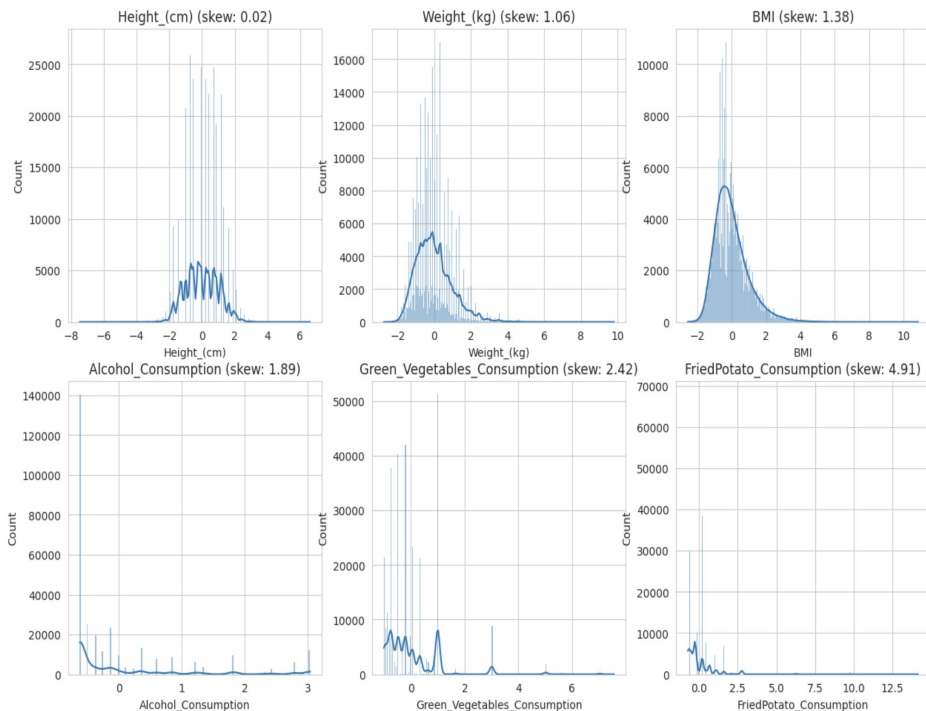 Height_(cm) (skew: 0.02)
Weight_(kg) (skew: 1.06)
BMI (skew: 1.38)
25000
20000
15000
10000
5000
0
Count
−8 −6 −4 −2 0 2 4 6
Height_(cm)
16000
14000
12000
10000
8000
6000
4000
2000
0
Count
−2 0 2 4 6 8 10
Weight_(kg)
10000
8000
6000
4000
2000
0
Count
−2 0 2 4 6 8 10
BMI
Alcohol_Consumption (skew: 1.89)
Green_Vegetables_Consumption (skew: 2.42)
FriedPotato_Consumption (skew: 4.91)
140000
120000
100000
80000
60000
40000
20000
0
Count
0 1 2 3
Alcohol_Consumption
50000
40000
30000
20000
10000
0
Count
0 2 4 6
Green_Vegetables_Consumption
70000
60000
50000
40000
30000
20000
10000
0
Count
0.0 2.5 5.0 7.5 10.0 12.5
FriedPotato_Consumption